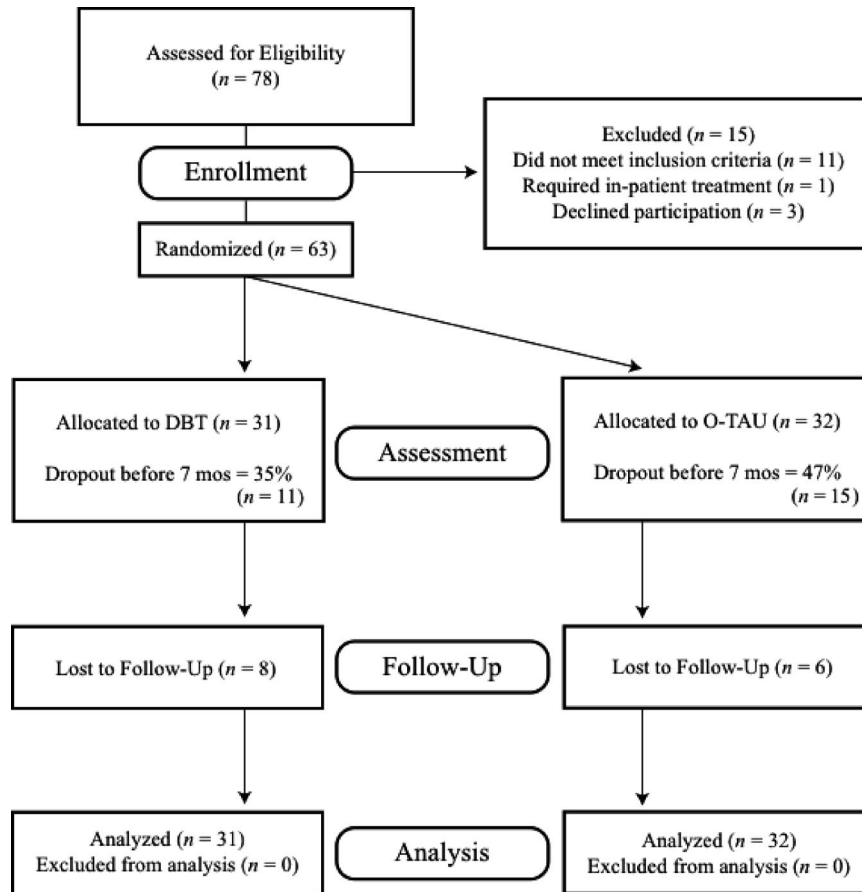 Assessed for Eligibility
(n = 78)
Enrollment
Excluded (n = 15)
Did not meet inclusion criteria (n = 11)
Required in-patient treatment (n = 1)
Declined participation (n = 3)
Randomized (n = 63)
Allocated to DBT (n = 31)
Dropout before 7 mos = 35%
(n = 11)
Assessment
Allocated to O-TAU (n = 32)
Dropout before 7 mos = 47%
(n = 15)
Lost to Follow-Up (n = 8)
Follow-Up
Lost to Follow-Up (n = 6)
Analyzed (n = 31)
Excluded from analysis (n = 0)
Analysis
Analyzed (n = 32)
Excluded from analysis (n = 0)